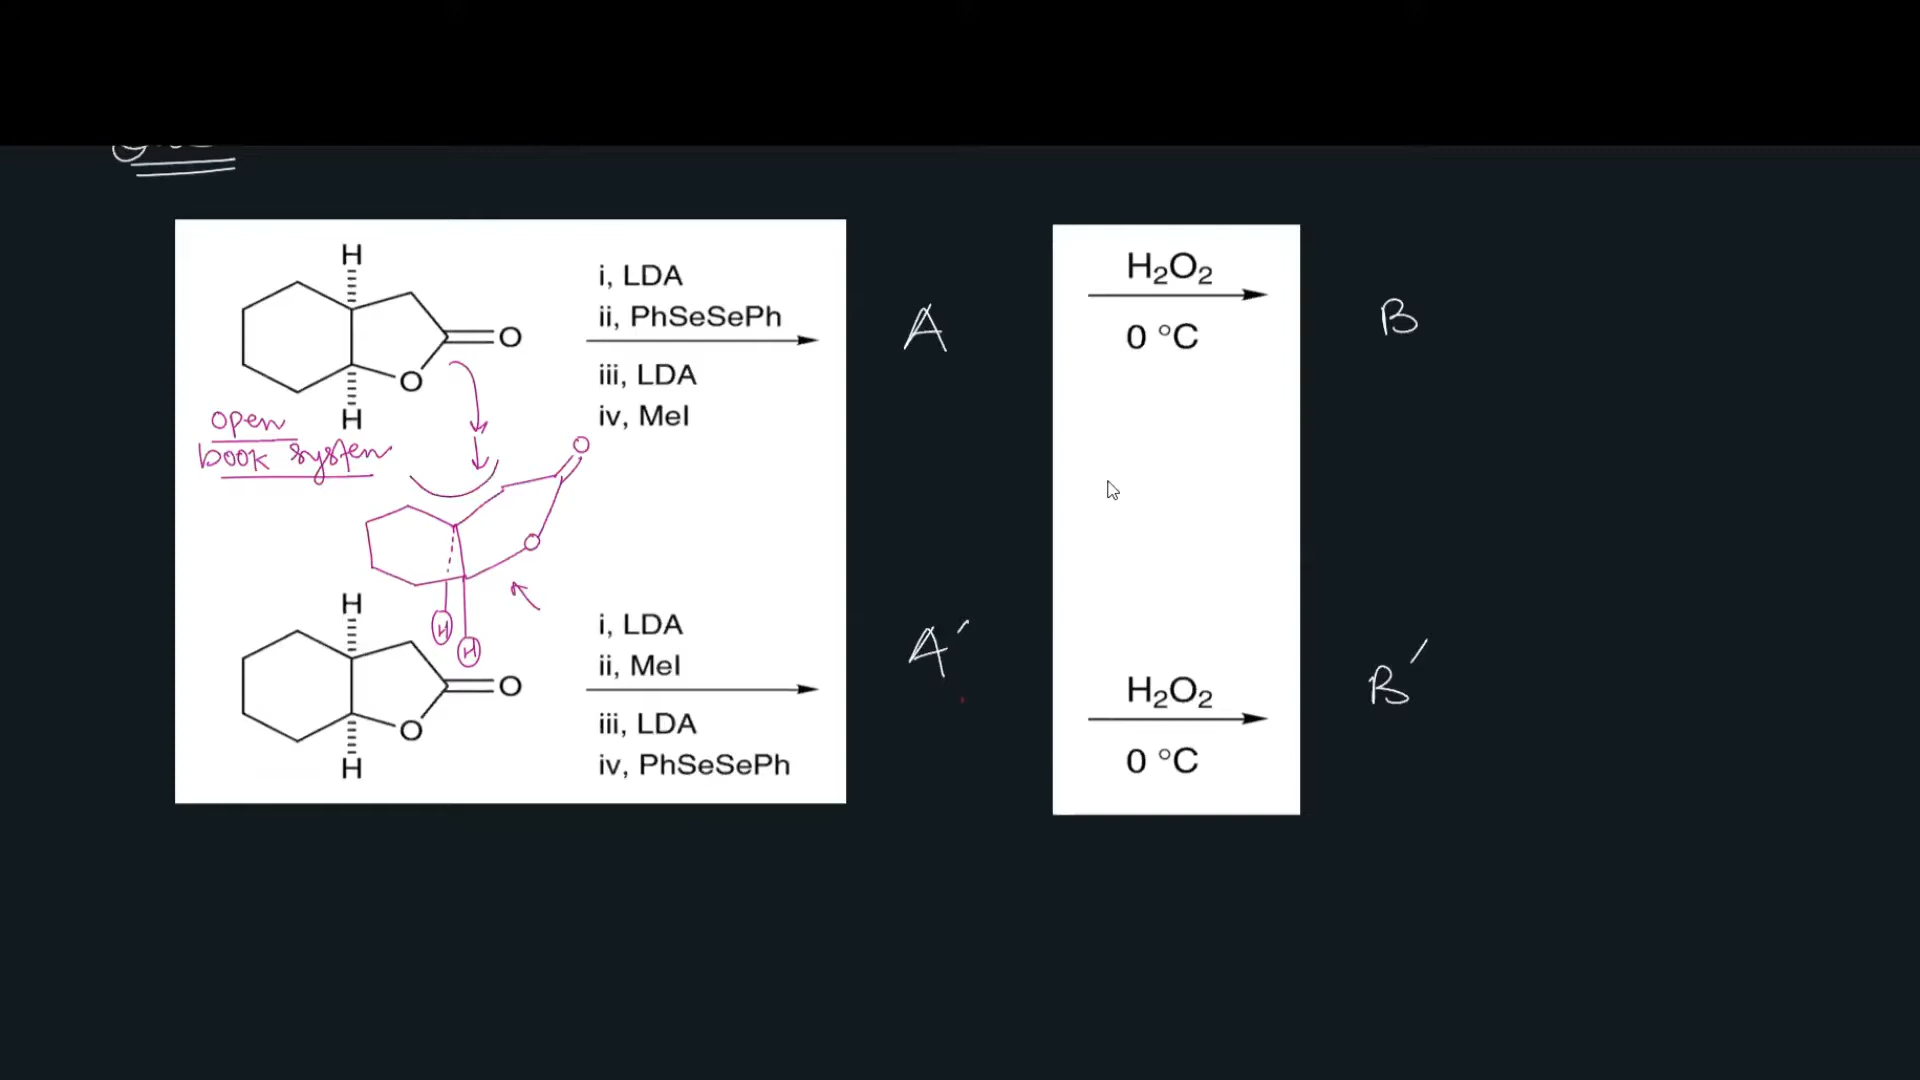 H
i, LDA
ii, PhSeSePh
O
O
iii, LDA
iv, MeI
H
A
H₂O₂
0 °C
B
open
book system
O
O
H
H
H
i, LDA
ii, MeI
O
O
iii, LDA
iv, PhSeSePh
H
A′
H₂O₂
0 °C
B′